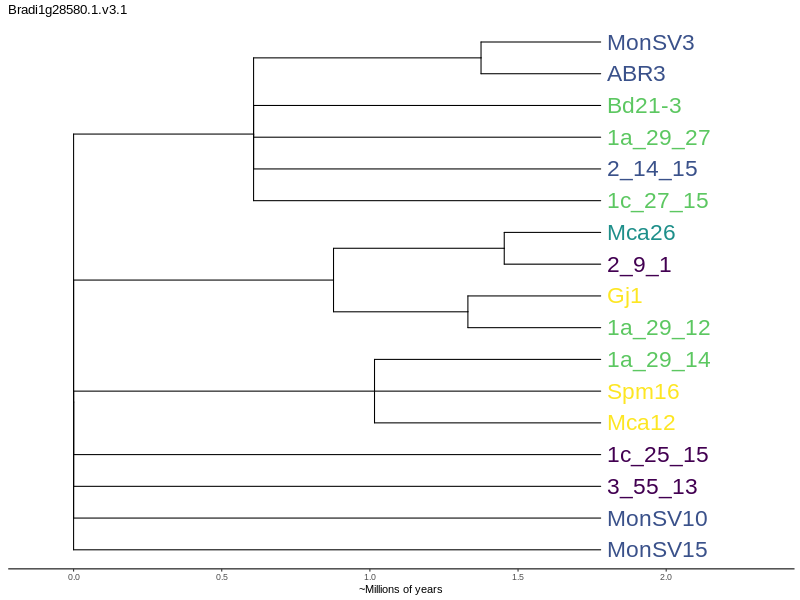 Bradi1g28580.1.v3.1
MonSV3
ABR3
Bd21-3
1a_29_27
2_14_15
1c_27_15
Mca26
2_9_1
Gj1
1a_29_12
1a_29_14
Spm16
Mca12
1c_25_15
3_55_13
MonSV10
MonSV15
0.0 0.5 1.0 1.5 2.0
~Millions of years